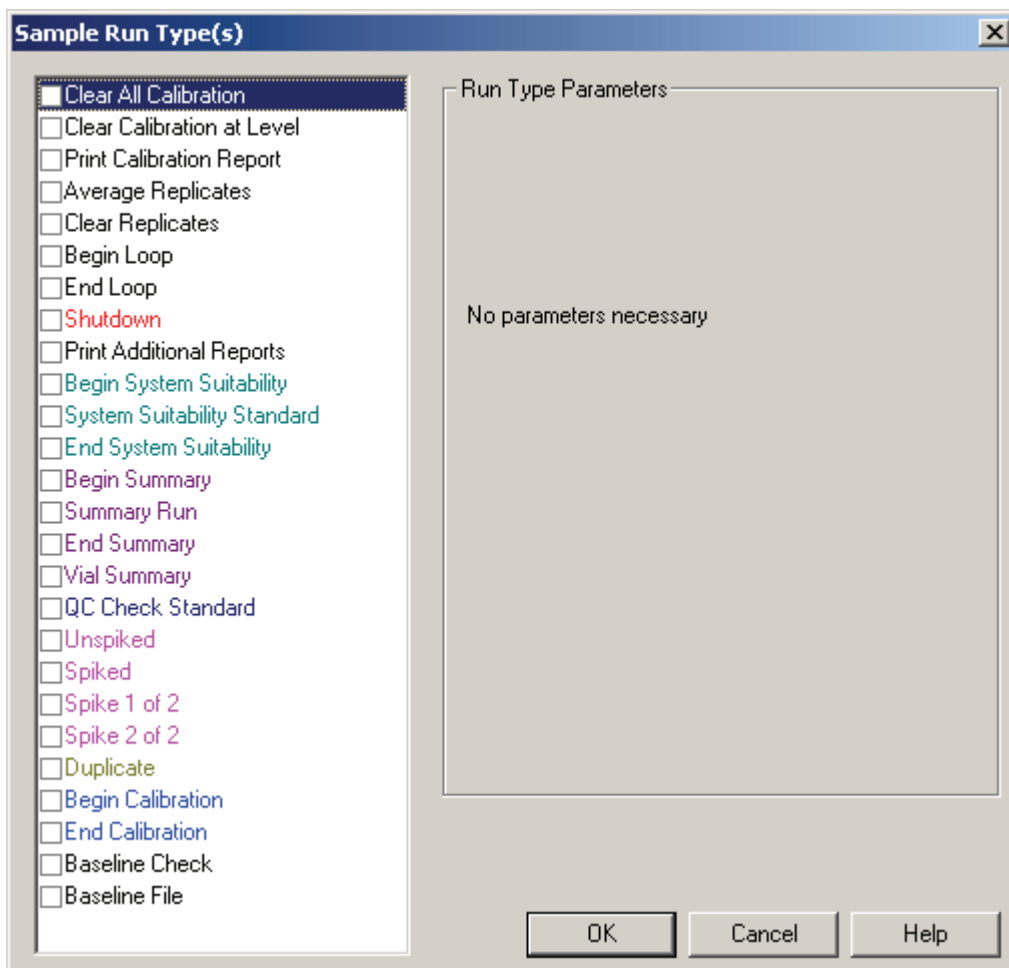 Sample Run Type(s)
Clear All Calibration
Clear Calibration at Level
Print Calibration Report
Average Replicates
Clear Replicates
Begin Loop
End Loop
Shutdown
Print Additional Reports
Begin System Suitability
System Suitability Standard
End System Suitability
Begin Summary
Summary Run
End Summary
Vial Summary
QC Check Standard
Unspiked
Spiked
Spike 1 of 2
Spike 2 of 2
Duplicate
Begin Calibration
End Calibration
Baseline Check
Baseline File
Run Type Parameters
No parameters necessary
OK Cancel Help